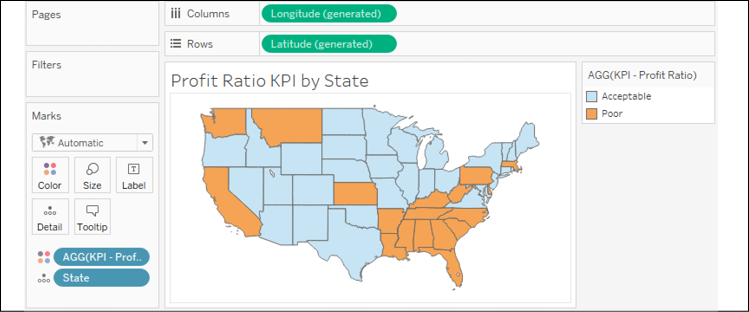 Pages
Columns
Longitude (generated)
Rows
Latitude (generated)
Filters
Marks
Automatic
Color
Size
Label
Detail
Tooltip
AGG(KPI - Prof..
State
Profit Ratio KPI by State
AGG(KPI - Profit Ratio)
Acceptable
Poor